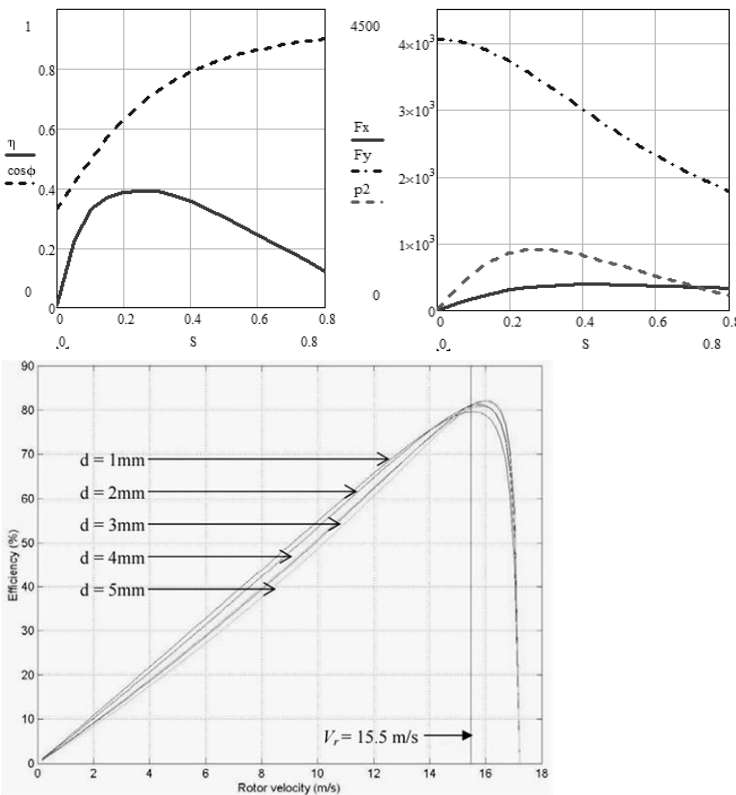 1
0.8
0.6
η
cosϕ
0.4
0.2
0
0
0 0.2 0.4 0.6 0.8
0 S 0.8
4500
4×10³
3×10³
Fx
Fy
p2
2×10³
1×10³
0
0
0 0.2 0.4 0.6 0.8
0 S 0.8
90
80
70
60
50
40
30
20
10
0
Efficiency (%)
d = 1mm
d = 2mm
d = 3mm
d = 4mm
d = 5mm
Vr = 15.5 m/s
0 2 4 6 8 10 12 14 16 18
Rotor velocity (m/s)